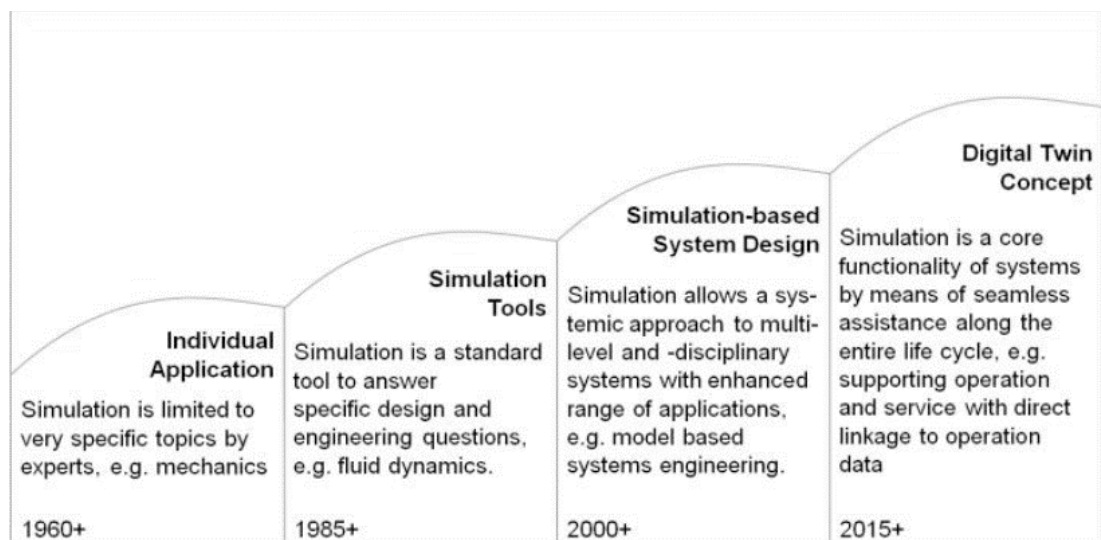 Individual
Application
Simulation is limited to
very specific topics by
experts, e.g. mechanics
1960+
Simulation
Tools
Simulation is a standard
tool to answer
specific design and
engineering questions,
e.g. fluid dynamics.
1985+
Simulation-based
System Design
Simulation allows a sys-
temic approach to multi-
level and -disciplinary
systems with enhanced
range of applications,
e.g. model based
systems engineering.
2000+
Digital Twin
Concept
Simulation is a core
functionality of systems
by means of seamless
assistance along the
entire life cycle, e.g.
supporting operation
and service with direct
linkage to operation
data
2015+